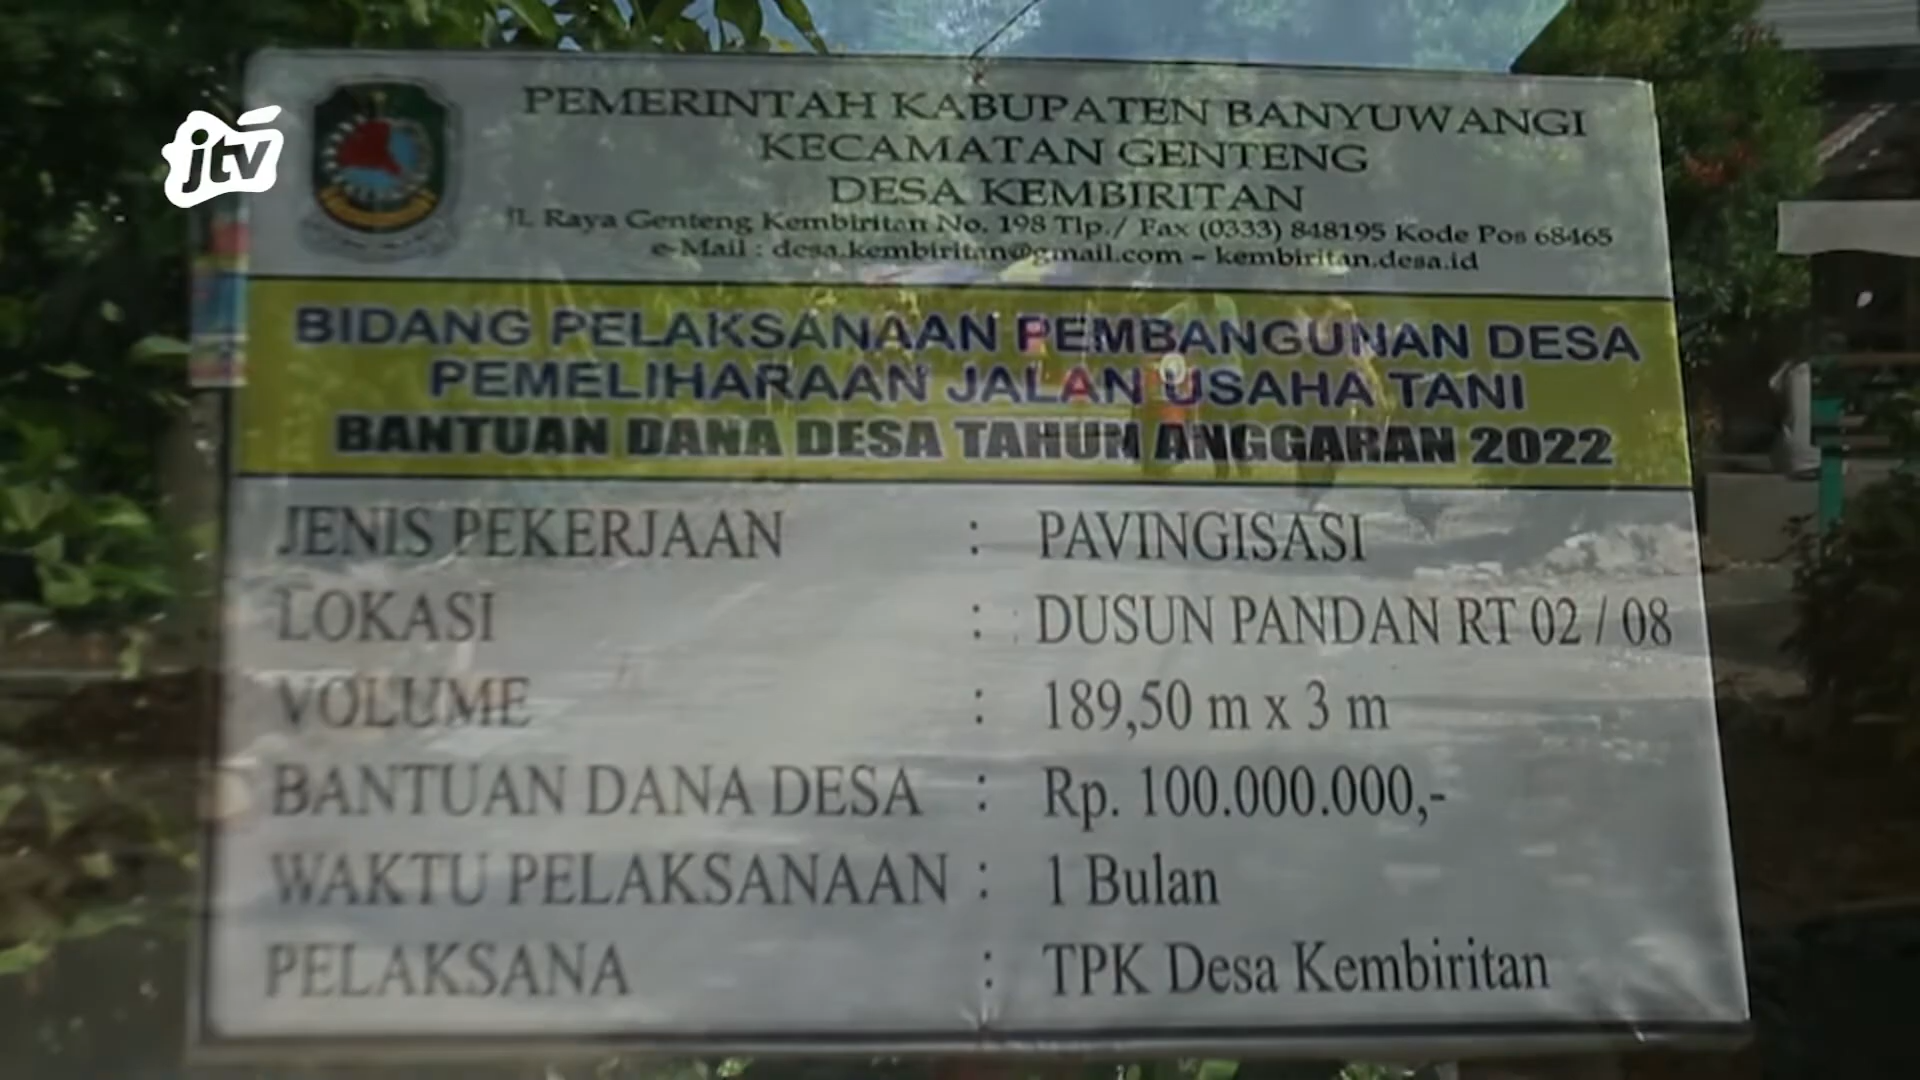 jtv
PEMERINTAH KABUPATEN BANYUWANGI
KECAMATAN GENTENG
DESA KEMBIRITAN
JL Raya Genteng Kembiritan No. 198 Tlp./ Fax (0333) 848195 Kode Pos 68465
e-Mail : desa.kembiritan@gmail.com – kembiritan.desa.id
BIDANG PELAKSANAAN PEMBANGUNAN DESA
PEMELIHARAAN JALAN USAHA TANI
BANTUAN DANA DESA TAHUN ANGGARAN 2022
JENIS PEKERJAAN : PAVINGISASI
LOKASI : DUSUN PANDAN RT 02 / 08
VOLUME : 189,50 m x 3 m
BANTUAN DANA DESA : Rp. 100.000.000,-
WAKTU PELAKSANAAN : 1 Bulan
PELAKSANA : TPK Desa Kembiritan